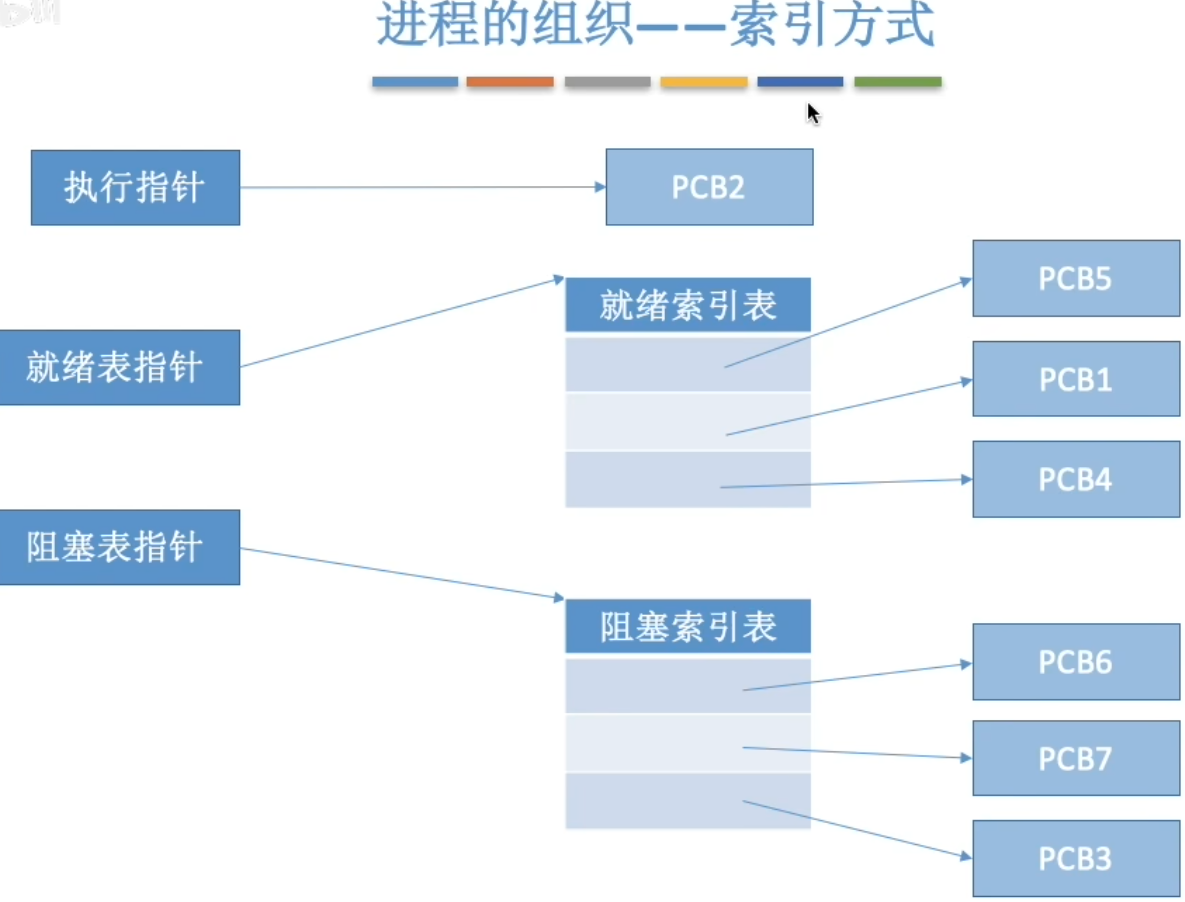 进程的组织——索引方式
执行指针
PCB2
就绪表指针
就绪索引表
PCB5
PCB1
PCB4
阻塞表指针
阻塞索引表
PCB6
PCB7
PCB3